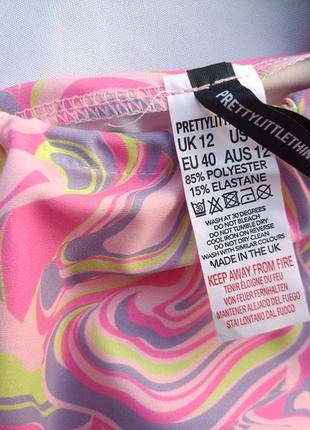 PRETTYLITTLETHIN
PRETTYLITTL
UK 12 US
EU 40 AUS 12
85% POLYESTER
15% ELASTANE
WASH AT 30 DEGREES
DO NOT BLEACH
DO NOT TUMBLE DRY
COOL IRON ON REVERSE
DO NOT DRY CLEAN
WASH WITH SIMILAR COLOURS
MADE IN THE UK
KEEP AWAY FROM FIRE
TENIR ÉLOIGNE DU FEU
VON FEUER FERNHALTEN
MANTENER ALEJADO DEL FUEGO
STAI LONTANO DAL FUOCO